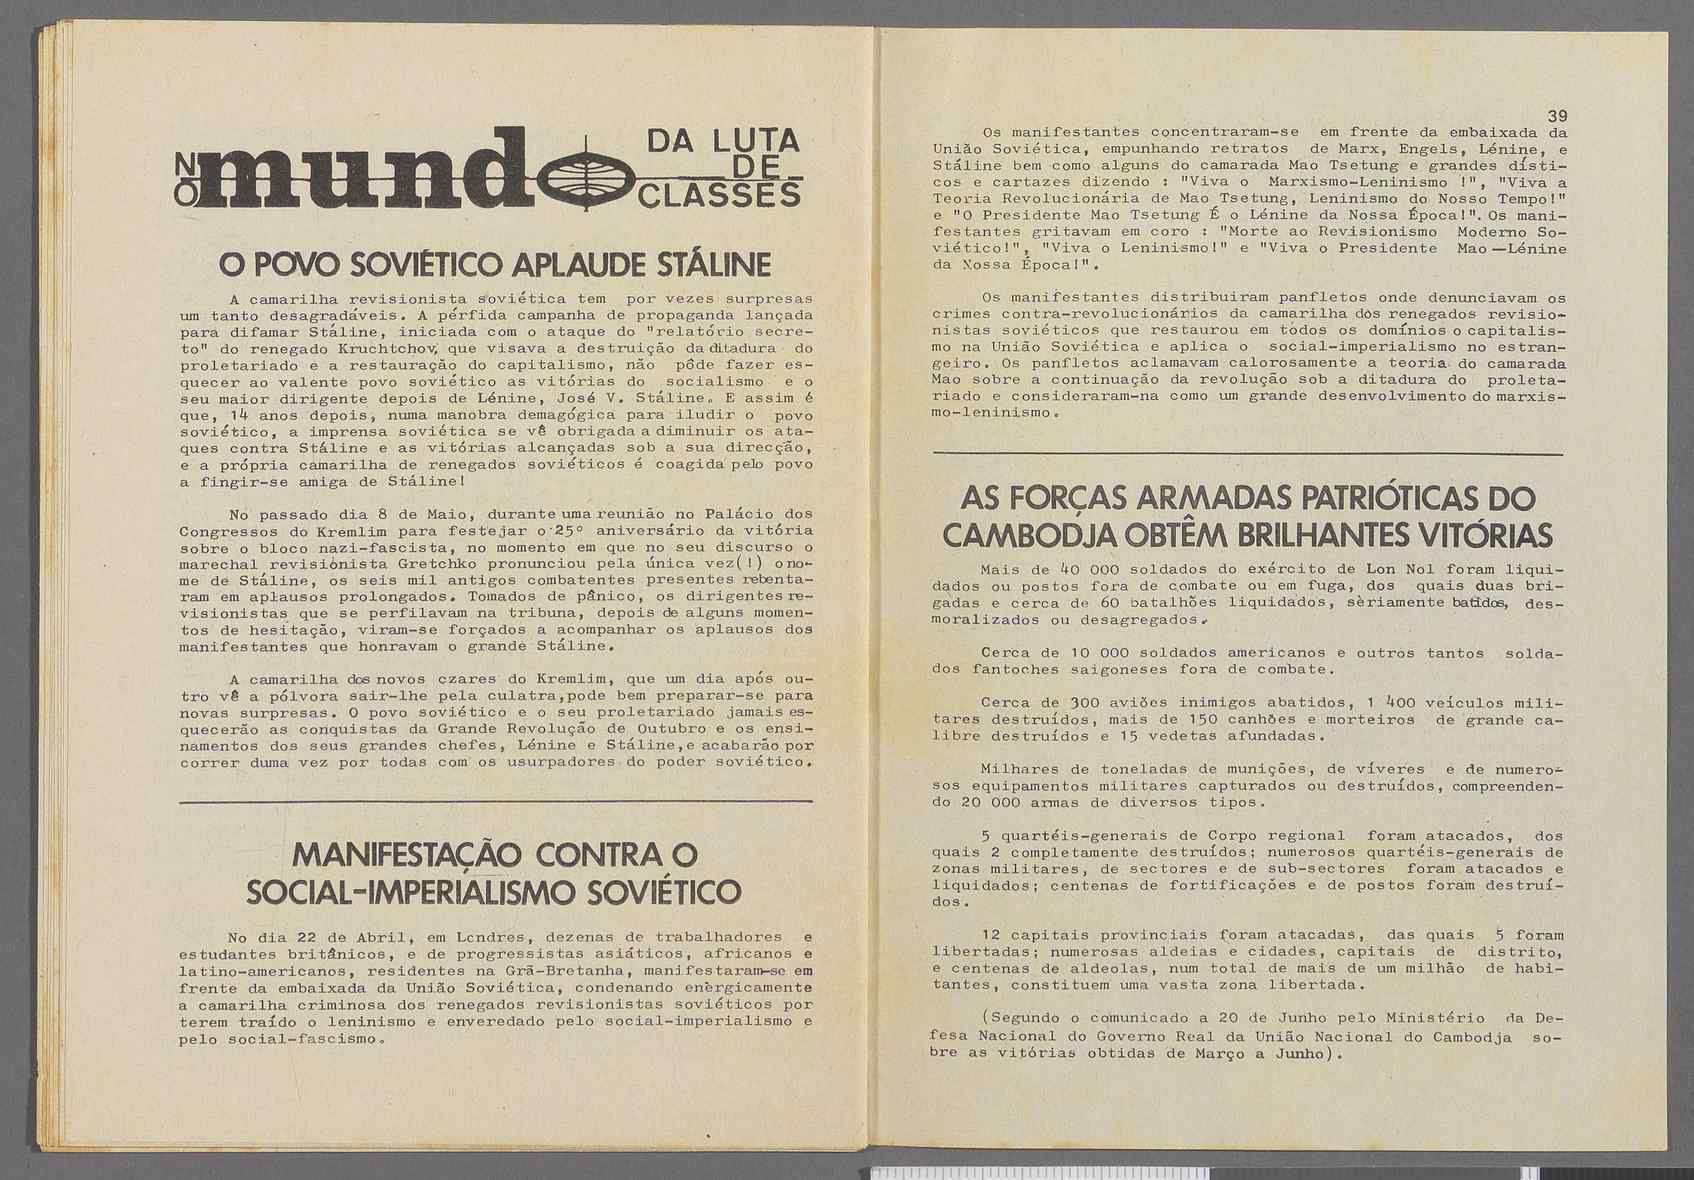 NO mundo DA LUTA DE CLASSES
O POVO SOVIÉTICO APLAUDE STÁLINE
A camarilha revisionista soviética tem por vezes surpresas
um tanto desagradáveis. A pérfida campanha de propaganda lançada
para difamar Stáline, iniciada com o ataque do "relatório secre-
to" do renegado Kruchtchov, que visava a destruição da ditadura do
proletariado e a restauração do capitalismo, não pôde fazer es-
quecer ao valente povo soviético as vitórias do socialismo e o
seu maior dirigente depois de Lénine, José V. Stáline. E assim é
que, 14 anos depois, numa manobra demagógica para iludir o povo
soviético, a imprensa soviética se vê obrigada a diminuir os ata-
ques contra Stáline e as vitórias alcançadas sob a sua direcção,
e a própria camarilha de renegados soviéticos é coagida pelo povo
a fingir-se amiga de Stáline!
No passado dia 8 de Maio, durante uma reunião no Palácio dos
Congressos do Kremlim para festejar o 25º aniversário da vitória
sobre o bloco nazi-fascista, no momento em que no seu discurso o
marechal revisionista Gretchko pronunciou pela única vez(!) o no-
me de Stáline, os seis mil antigos combatentes presentes rebenta-
ram em aplausos prolongados. Tomados de pânico, os dirigentes re-
visionistas que se perfilavam na tribuna, depois de alguns momen-
tos de hesitação, viram-se forçados a acompanhar os aplausos dos
manifestantes que honravam o grande Stáline.
A camarilha dos novos czares do Kremlim, que um dia após ou-
tro vê a pólvora sair-lhe pela culatra,pode bem preparar-se para
novas surpresas. O povo soviético e o seu proletariado jamais es-
quecerão as conquistas da Grande Revolução de Outubro e os ensi-
namentos dos seus grandes chefes, Lénine e Stáline,e acabarão por
correr duma vez por todas com os usurpadores do poder soviético.
MANIFESTAÇÃO CONTRA O
SOCIAL-IMPERIALISMO SOVIÉTICO
No dia 22 de Abril, em Londres, dezenas de trabalhadores e
estudantes britânicos, e de progressistas asiáticos, africanos e
latino-americanos, residentes na Grã-Bretanha, manifestaram-se em
frente da embaixada da União Soviética, condenando enèrgicamente
a camarilha criminosa dos renegados revisionistas soviéticos por
terem traído o leninismo e enveredado pelo social-imperialismo e
pelo social-fascismo.
39
Os manifestantes concentraram-se em frente da embaixada da
União Soviética, empunhando retratos de Marx, Engels, Lénine, e
Stáline bem como alguns do camarada Mao Tsetung e grandes dísti-
cos e cartazes dizendo : "Viva o Marxismo-Leninismo !", "Viva a
Teoria Revolucionária de Mao Tsetung, Leninismo do Nosso Tempo!"
e "O Presidente Mao Tsetung É o Lénine da Nossa Época!". Os mani-
festantes gritavam em coro : "Morte ao Revisionismo Moderno So-
viético!", "Viva o Leninismo!" e "Viva o Presidente Mao —Lénine
da Nossa Época!".
Os manifestantes distribuiram panfletos onde denunciavam os
crimes contra-revolucionários da camarilha dos renegados revisio-
nistas soviéticos que restaurou em todos os domínios o capitalis-
mo na União Soviética e aplica o social-imperialismo no estran-
geiro. Os panfletos aclamavam calorosamente a teoria do camarada
Mao sobre a continuação da revolução sob a ditadura do proleta-
riado e consideraram-na como um grande desenvolvimento do marxis-
mo-leninismo.
AS FORÇAS ARMADAS PATRIÓTICAS DO
CAMBODJA OBTÊM BRILHANTES VITÓRIAS
Mais de 40 000 soldados do exército de Lon Nol foram liqui-
dados ou postos fora de combate ou em fuga, dos quais duas bri-
gadas e cerca de 60 batalhões liquidados, sèriamente batidos, des-
moralizados ou desagregados.
Cerca de 10 000 soldados americanos e outros tantos solda-
dos fantoches saigoneses fora de combate.
Cerca de 300 aviões inimigos abatidos, 1 400 veículos mili-
tares destruídos, mais de 150 canhões e morteiros de grande ca-
libre destruídos e 15 vedetas afundadas.
Milhares de toneladas de munições, de víveres e de numero-
sos equipamentos militares capturados ou destruídos, compreenden-
do 20 000 armas de diversos tipos.
5 quartéis-generais de Corpo regional foram atacados, dos
quais 2 completamente destruídos; numerosos quartéis-generais de
zonas militares, de sectores e de sub-sectores foram atacados e
liquidados; centenas de fortificações e de postos foram destruí-
dos.
12 capitais provinciais foram atacadas, das quais 5 foram
libertadas; numerosas aldeias e cidades, capitais de distrito,
e centenas de aldeolas, num total de mais de um milhão de habi-
tantes, constituem uma vasta zona libertada.
(Segundo o comunicado a 20 de Junho pelo Ministério da De-
fesa Nacional do Governo Real da União Nacional do Cambodja so-
bre as vitórias obtidas de Março a Junho).